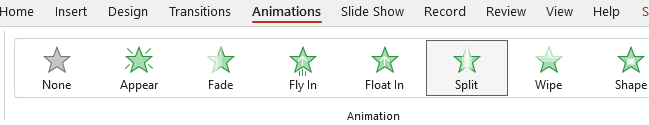 Home Insert Design Transitions Animations Slide Show Record Review View Help S
None Appear Fade Fly In Float In Split Wipe Shape
Animation